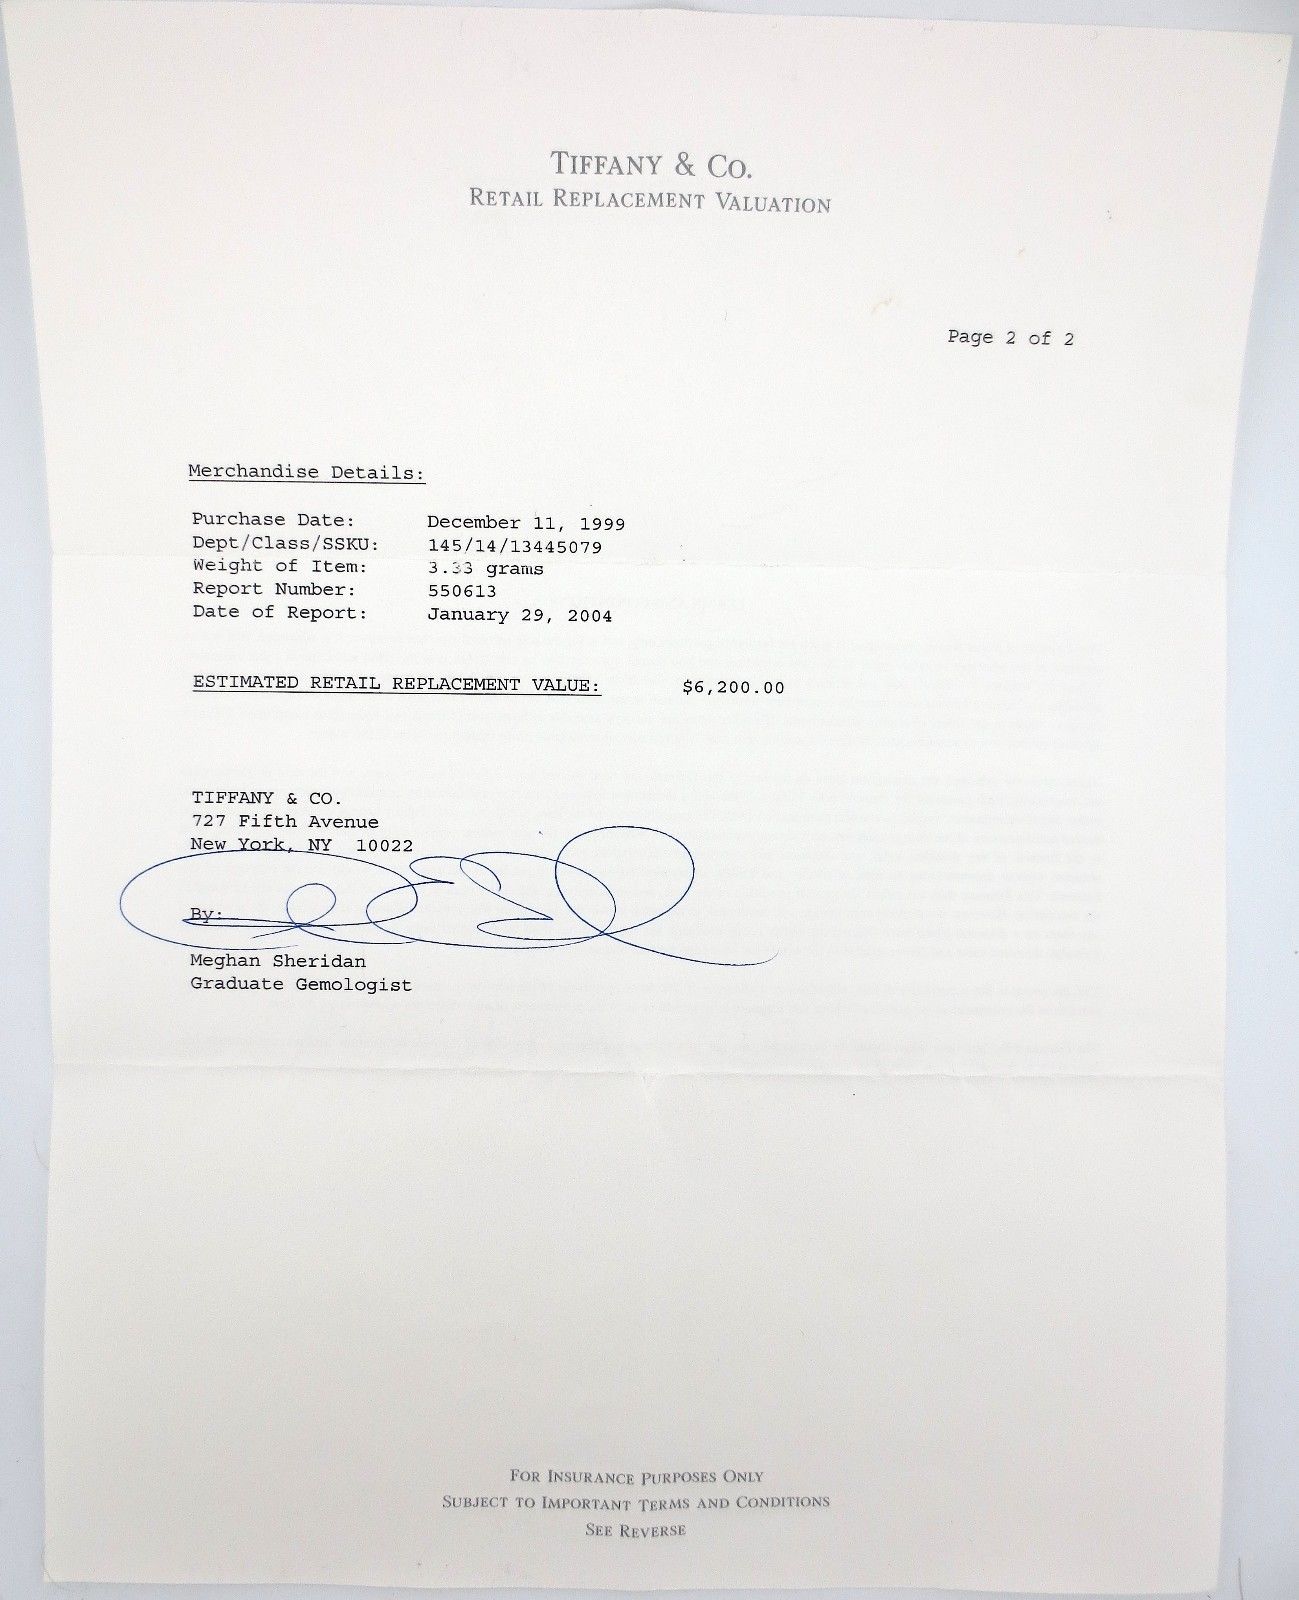 TIFFANY & CO.
RETAIL REPLACEMENT VALUATION
Page 2 of 2
Merchandise Details:
Purchase Date: December 11, 1999
Dept/Class/SSKU: 145/14/13445079
Weight of Item: 3.33 grams
Report Number: 550613
Date of Report: January 29, 2004
ESTIMATED RETAIL REPLACEMENT VALUE: $6,200.00
TIFFANY & CO.
727 Fifth Avenue
New York, NY 10022
By:
Meghan Sheridan
Graduate Gemologist
FOR INSURANCE PURPOSES ONLY
SUBJECT TO IMPORTANT TERMS AND CONDITIONS
SEE REVERSE